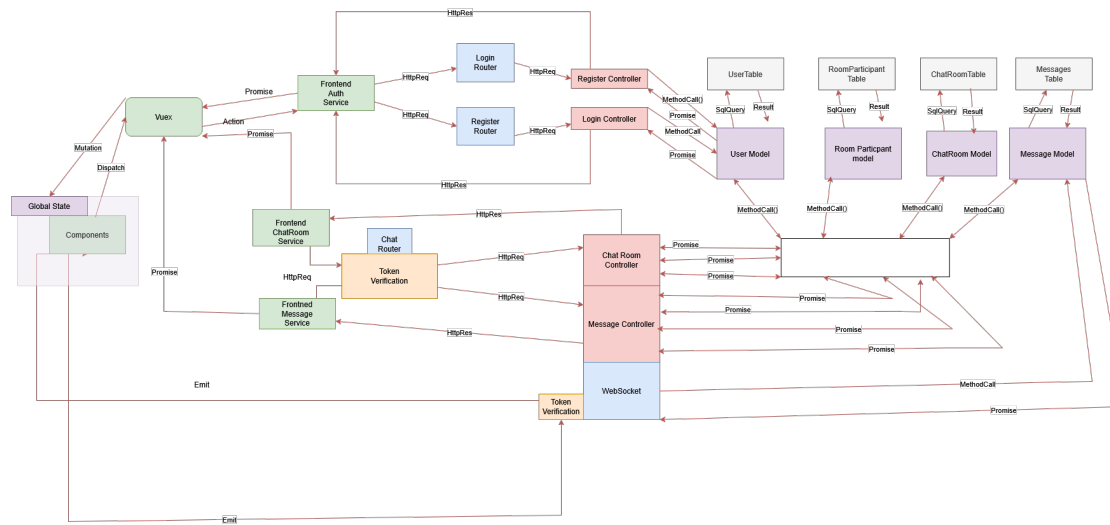 HttpRes
Login
Router
HttpReq
HttpReq
Frontend
Auth
Service
Register Controller
UserTable
RoomParticipant
Table
ChatRoomTable
Messages
Table
Promise
MethodCall()
SqlQuery
Result
SqlQuery
Result
SqlQuery
Result
SqlQuery
Result
Vuex
Action
HttpReq
Register
Router
HttpReq
Login Controller
Promise
MethodCall
Promise
Promise
User Model
Room Particpant
model
ChatRoom Model
Message Model
Mutation
Dispatch
HttpRes
Global State
Components
MethodCall()
MethodCall()
MethodCall()
MethodCall()
Frontend
ChatRoom
Service
HttpRes
Chat
Router
Token
Verification
HttpReq
HttpReq
HttpReq
Chat Room
Controller
Promise
Promise
Promise
Promise
Frontned
Message
Service
Message Controller
Promise
Promise
Promise
Promise
HttpRes
Emit
WebSocket
MethodCall
Token
Verification
Promise
Emit